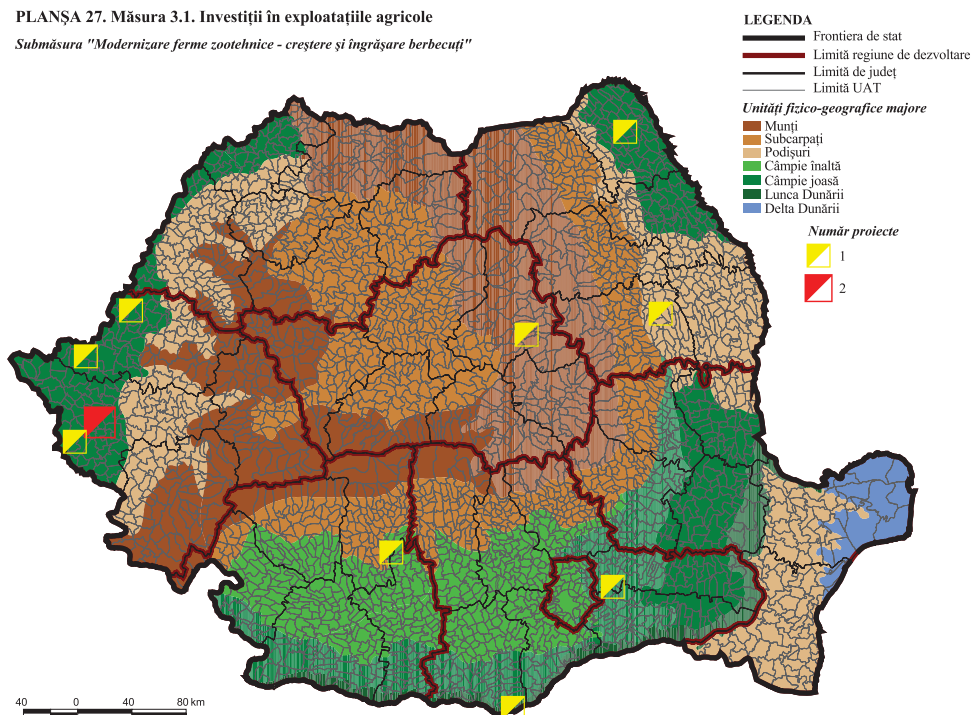 PLANȘA 27. Măsura 3.1. Investiții în exploatațiile agricole
Submăsura "Modernizare ferme zootehnice - creștere și îngrășare berbecuți"
LEGENDA
Frontiera de stat
Limită regiune de dezvoltare
Limită de județ
Limită UAT
Unități fizico-geografice majore
Munți
Subcarpați
Podișuri
Câmpie înaltă
Câmpie joasă
Lunca Dunării
Delta Dunării
Număr proiecte
1
2
40 0 40 80 km